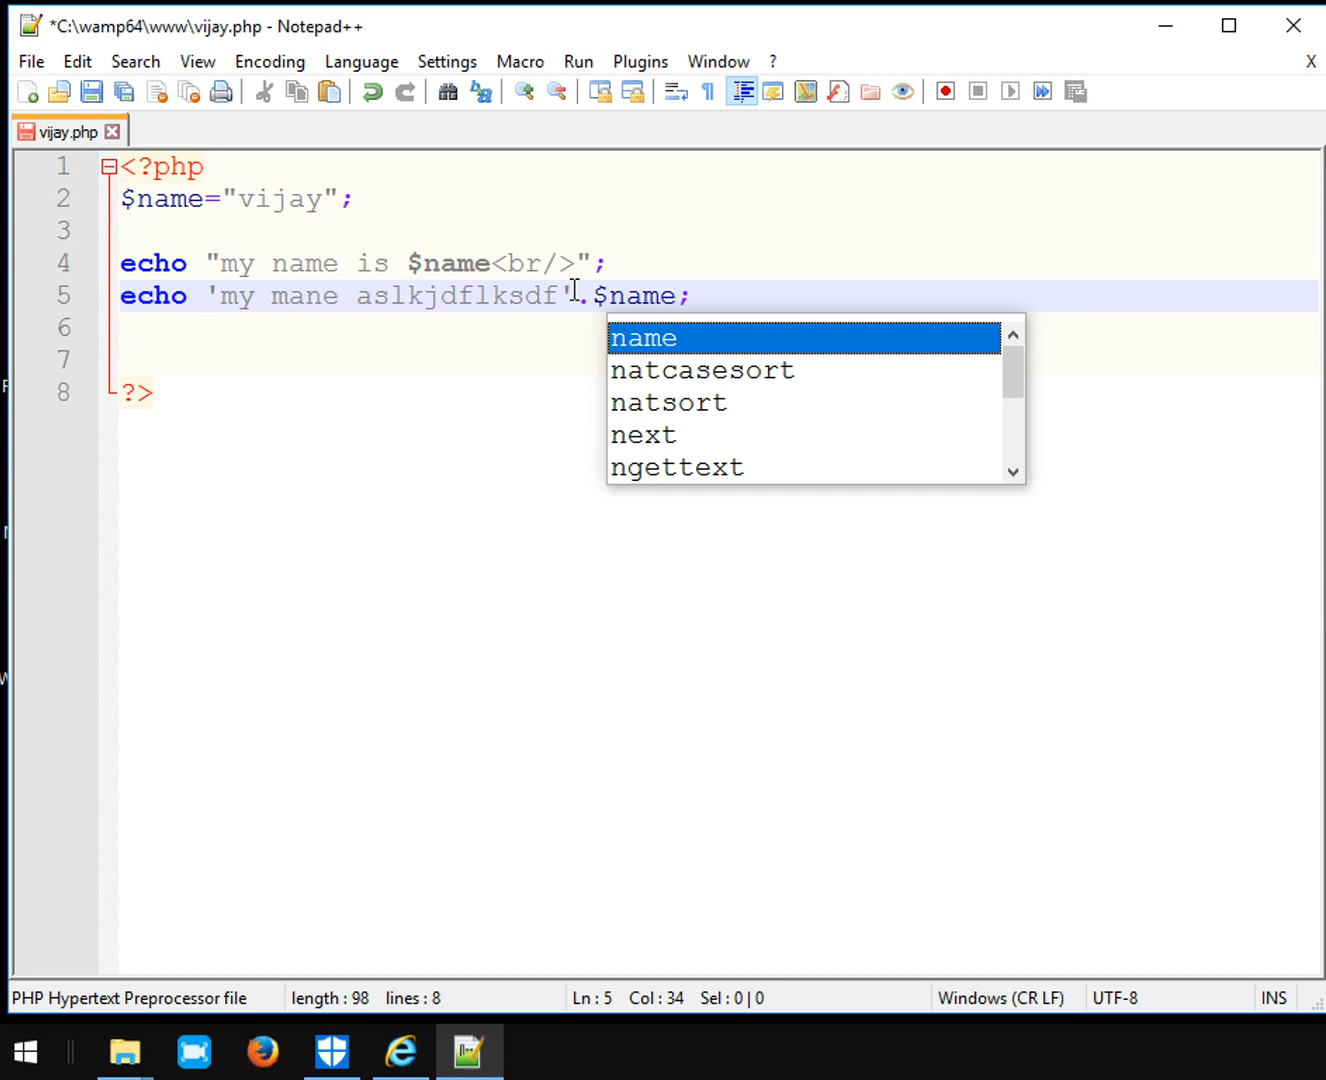 *C:\wamp64\www\vijay.php - Notepad++
File Edit Search View Encoding Language Settings Macro Run Plugins Window ? X
vijay.php
1 <?php
2 $name="vijay";
3
4 echo "my name is $name<br/>";
5 echo 'my mane aslkjdflksdf'.$name;
6
7
8 ?>
name
natcasesort
natsort
next
ngettext
PHP Hypertext Preprocessor file length : 98 lines : 8 Ln : 5 Col : 34 Sel : 0 | 0 Windows (CR LF) UTF-8 INS